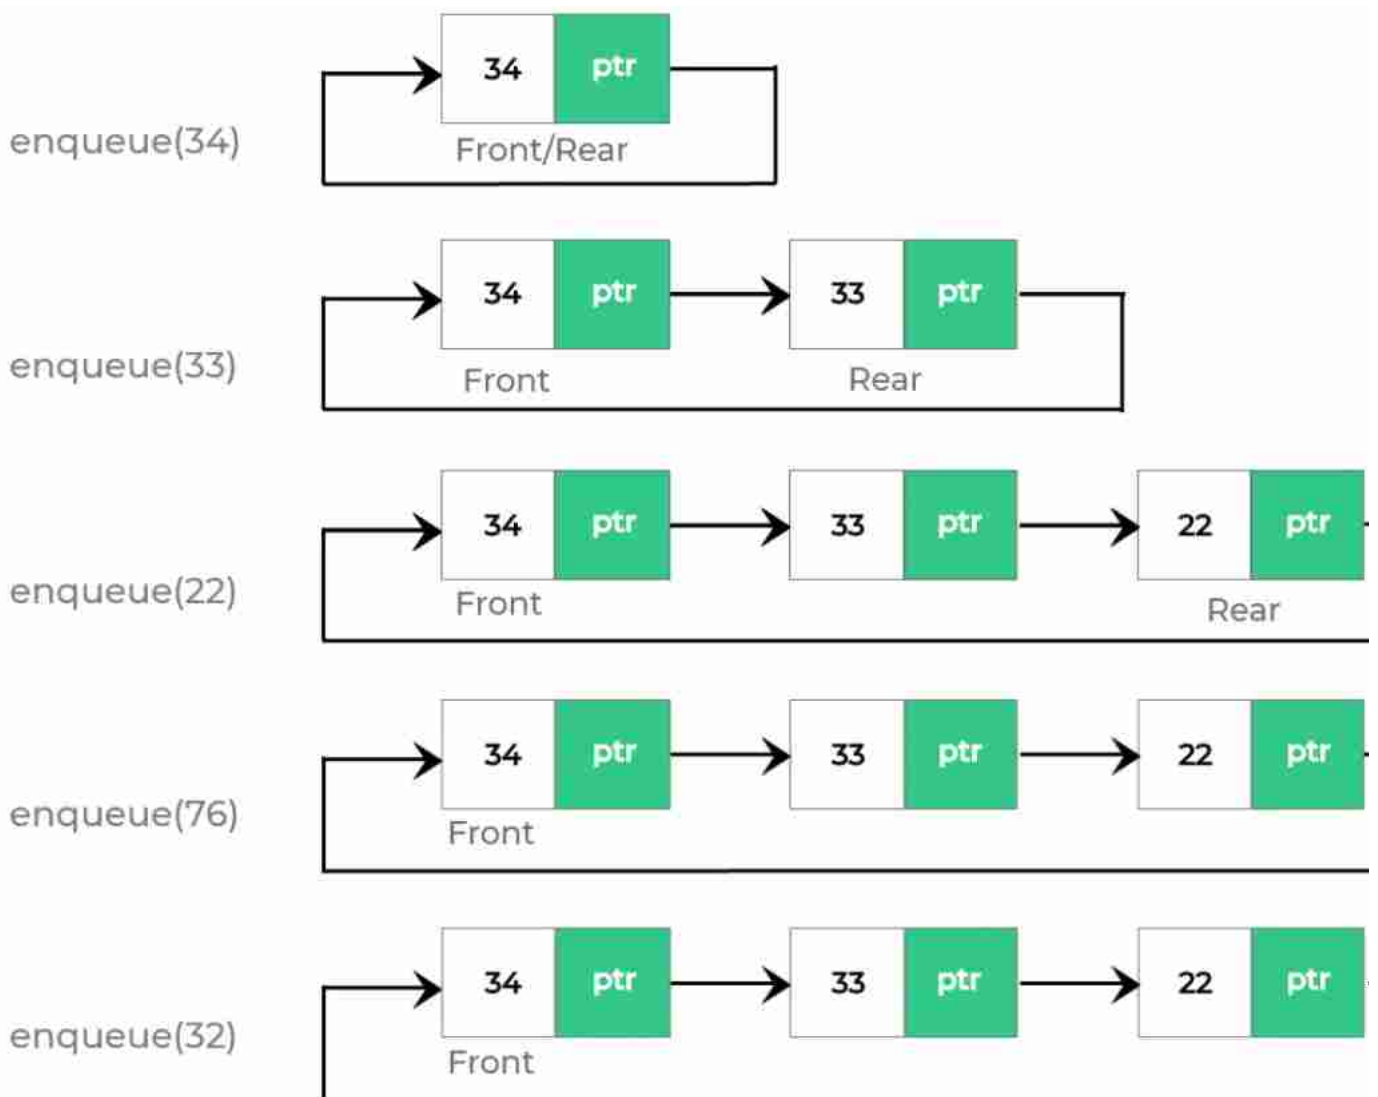 34 ptr
enqueue(34)
Front/Rear
34 ptr 33 ptr
enqueue(33)
Front Rear
34 ptr 33 ptr 22 ptr
enqueue(22)
Front Rear
34 ptr 33 ptr 22 ptr
enqueue(76)
Front
34 ptr 33 ptr 22 ptr
enqueue(32)
Front